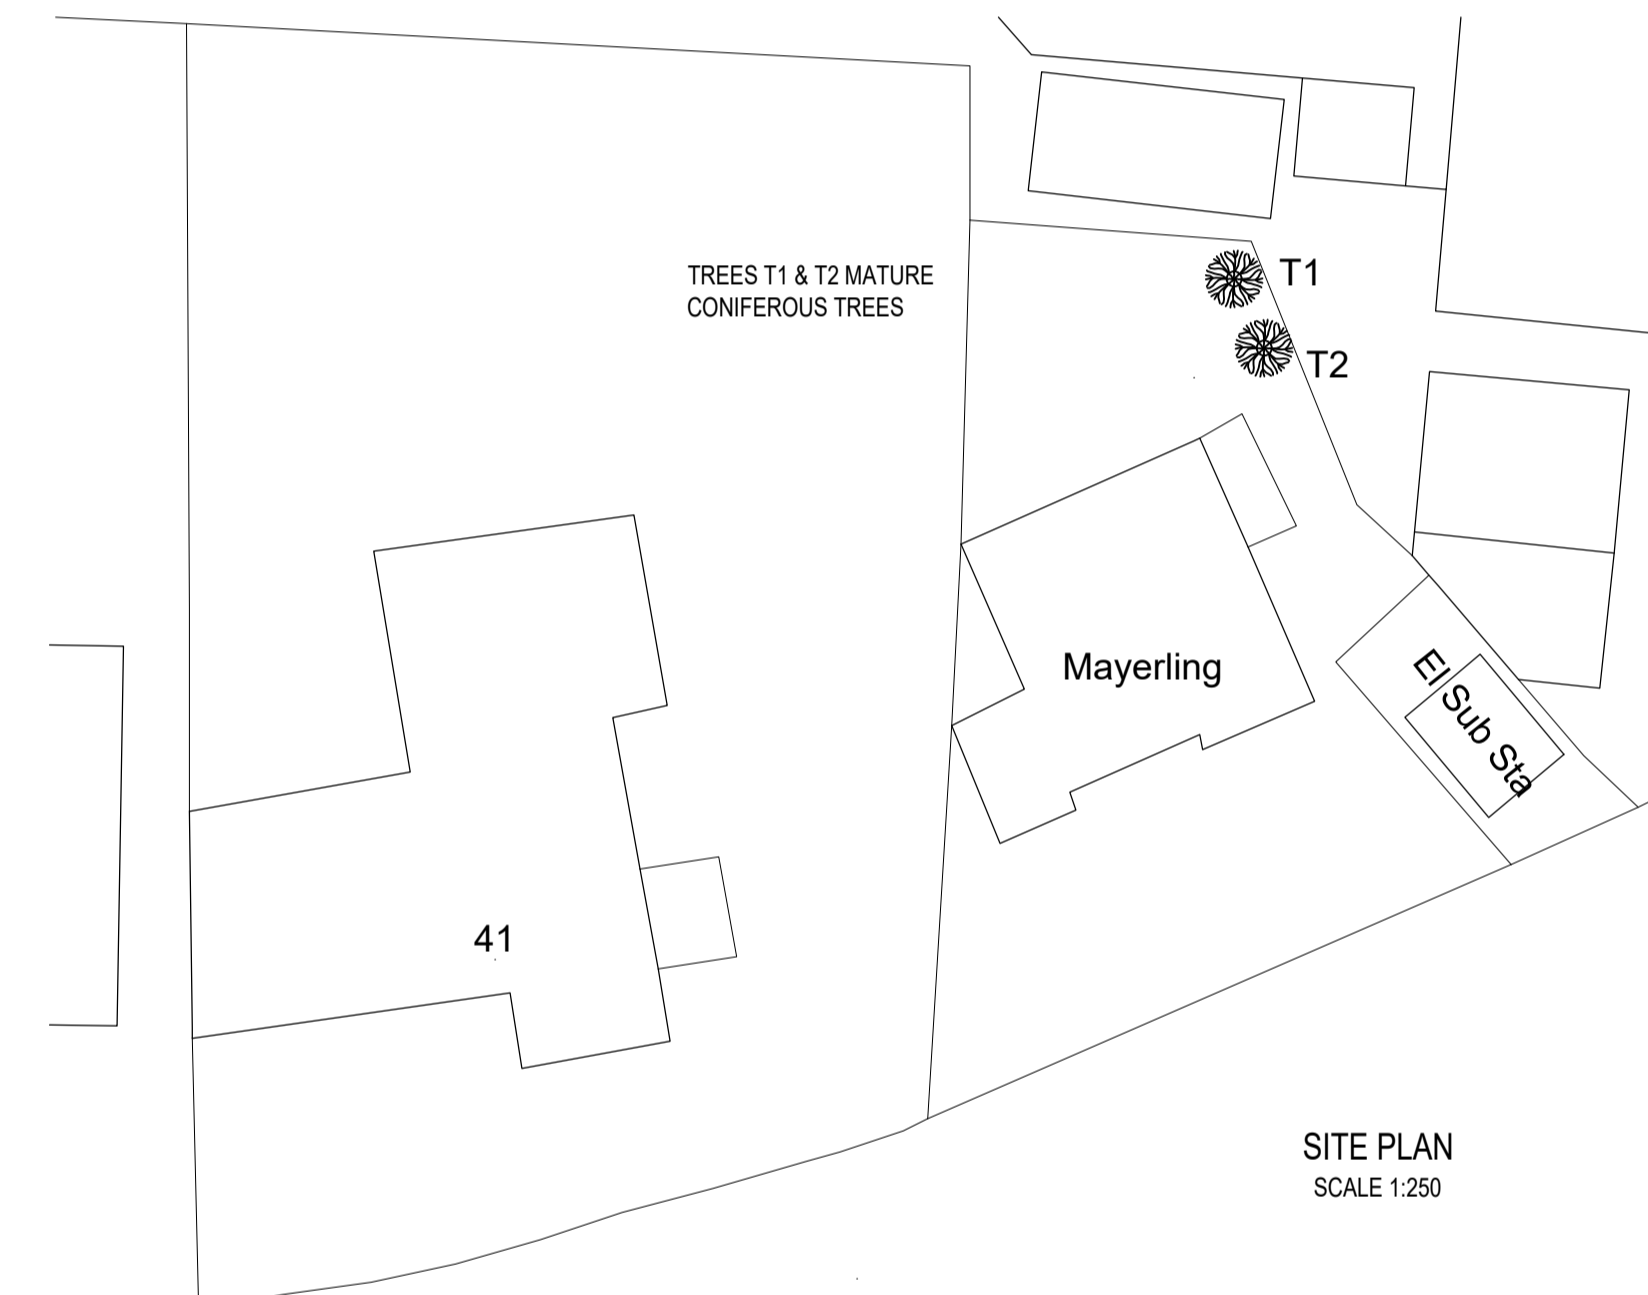 TREES T1 & T2 MATURE
CONIFEROUS TREES
T1
T2
Mayerling
El Sub Sta
41
SITE PLAN
SCALE 1:250